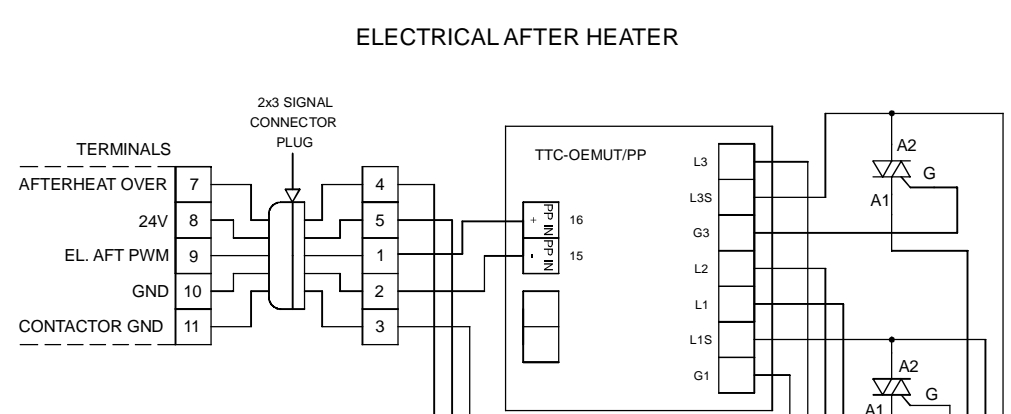 ELECTRICAL AFTER HEATER
2x3 SIGNAL
CONNECTOR
PLUG
TERMINALS
AFTERHEAT OVER 7
24V 8
EL. AFT PWM 9
GND 10
CONTACTOR GND 11
4
5
1
2
3
TTC-OEMUT/PP
+ PP IN 16
- PP IN 15
L3
L3S
G3
L2
L1
L1S
G1
A2
G
A1
A2
G
A1